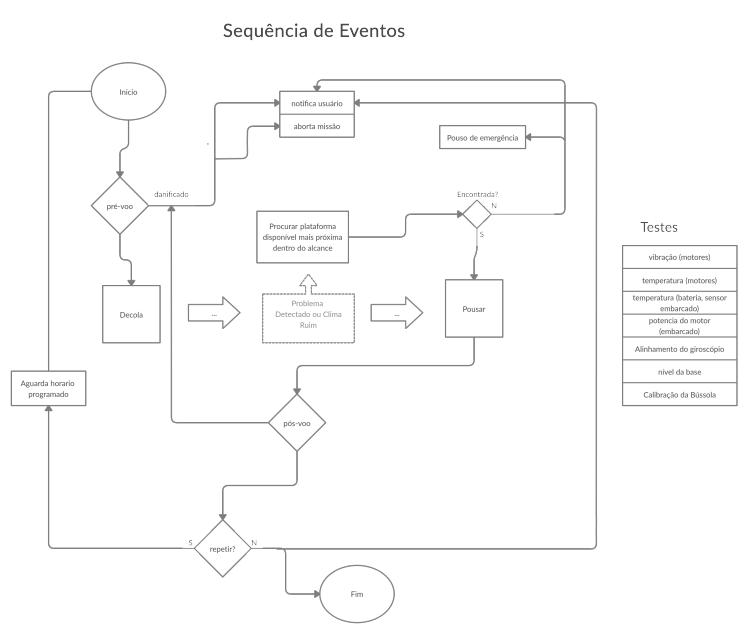 Sequência de Eventos
Inicio
notifica usuário
aborta missão
Pouso de emergência
danificado
pré-voo
Encontrada?
N
S
Procurar plataforma
disponível mais próxima
dentro do alcance
Testes
vibração (motores)
temperatura (motores)
temperatura (bateria, sensor
embarcado)
potencia do motor
(embarcado)
Alinhamento do giroscópio
nivel da base
Calibração da Bússola
Decola
...
Problema
Detectado ou Clima
Ruim
...
Pousar
Aguarda horario
programado
pós-voo
S
repetir?
N
Fim